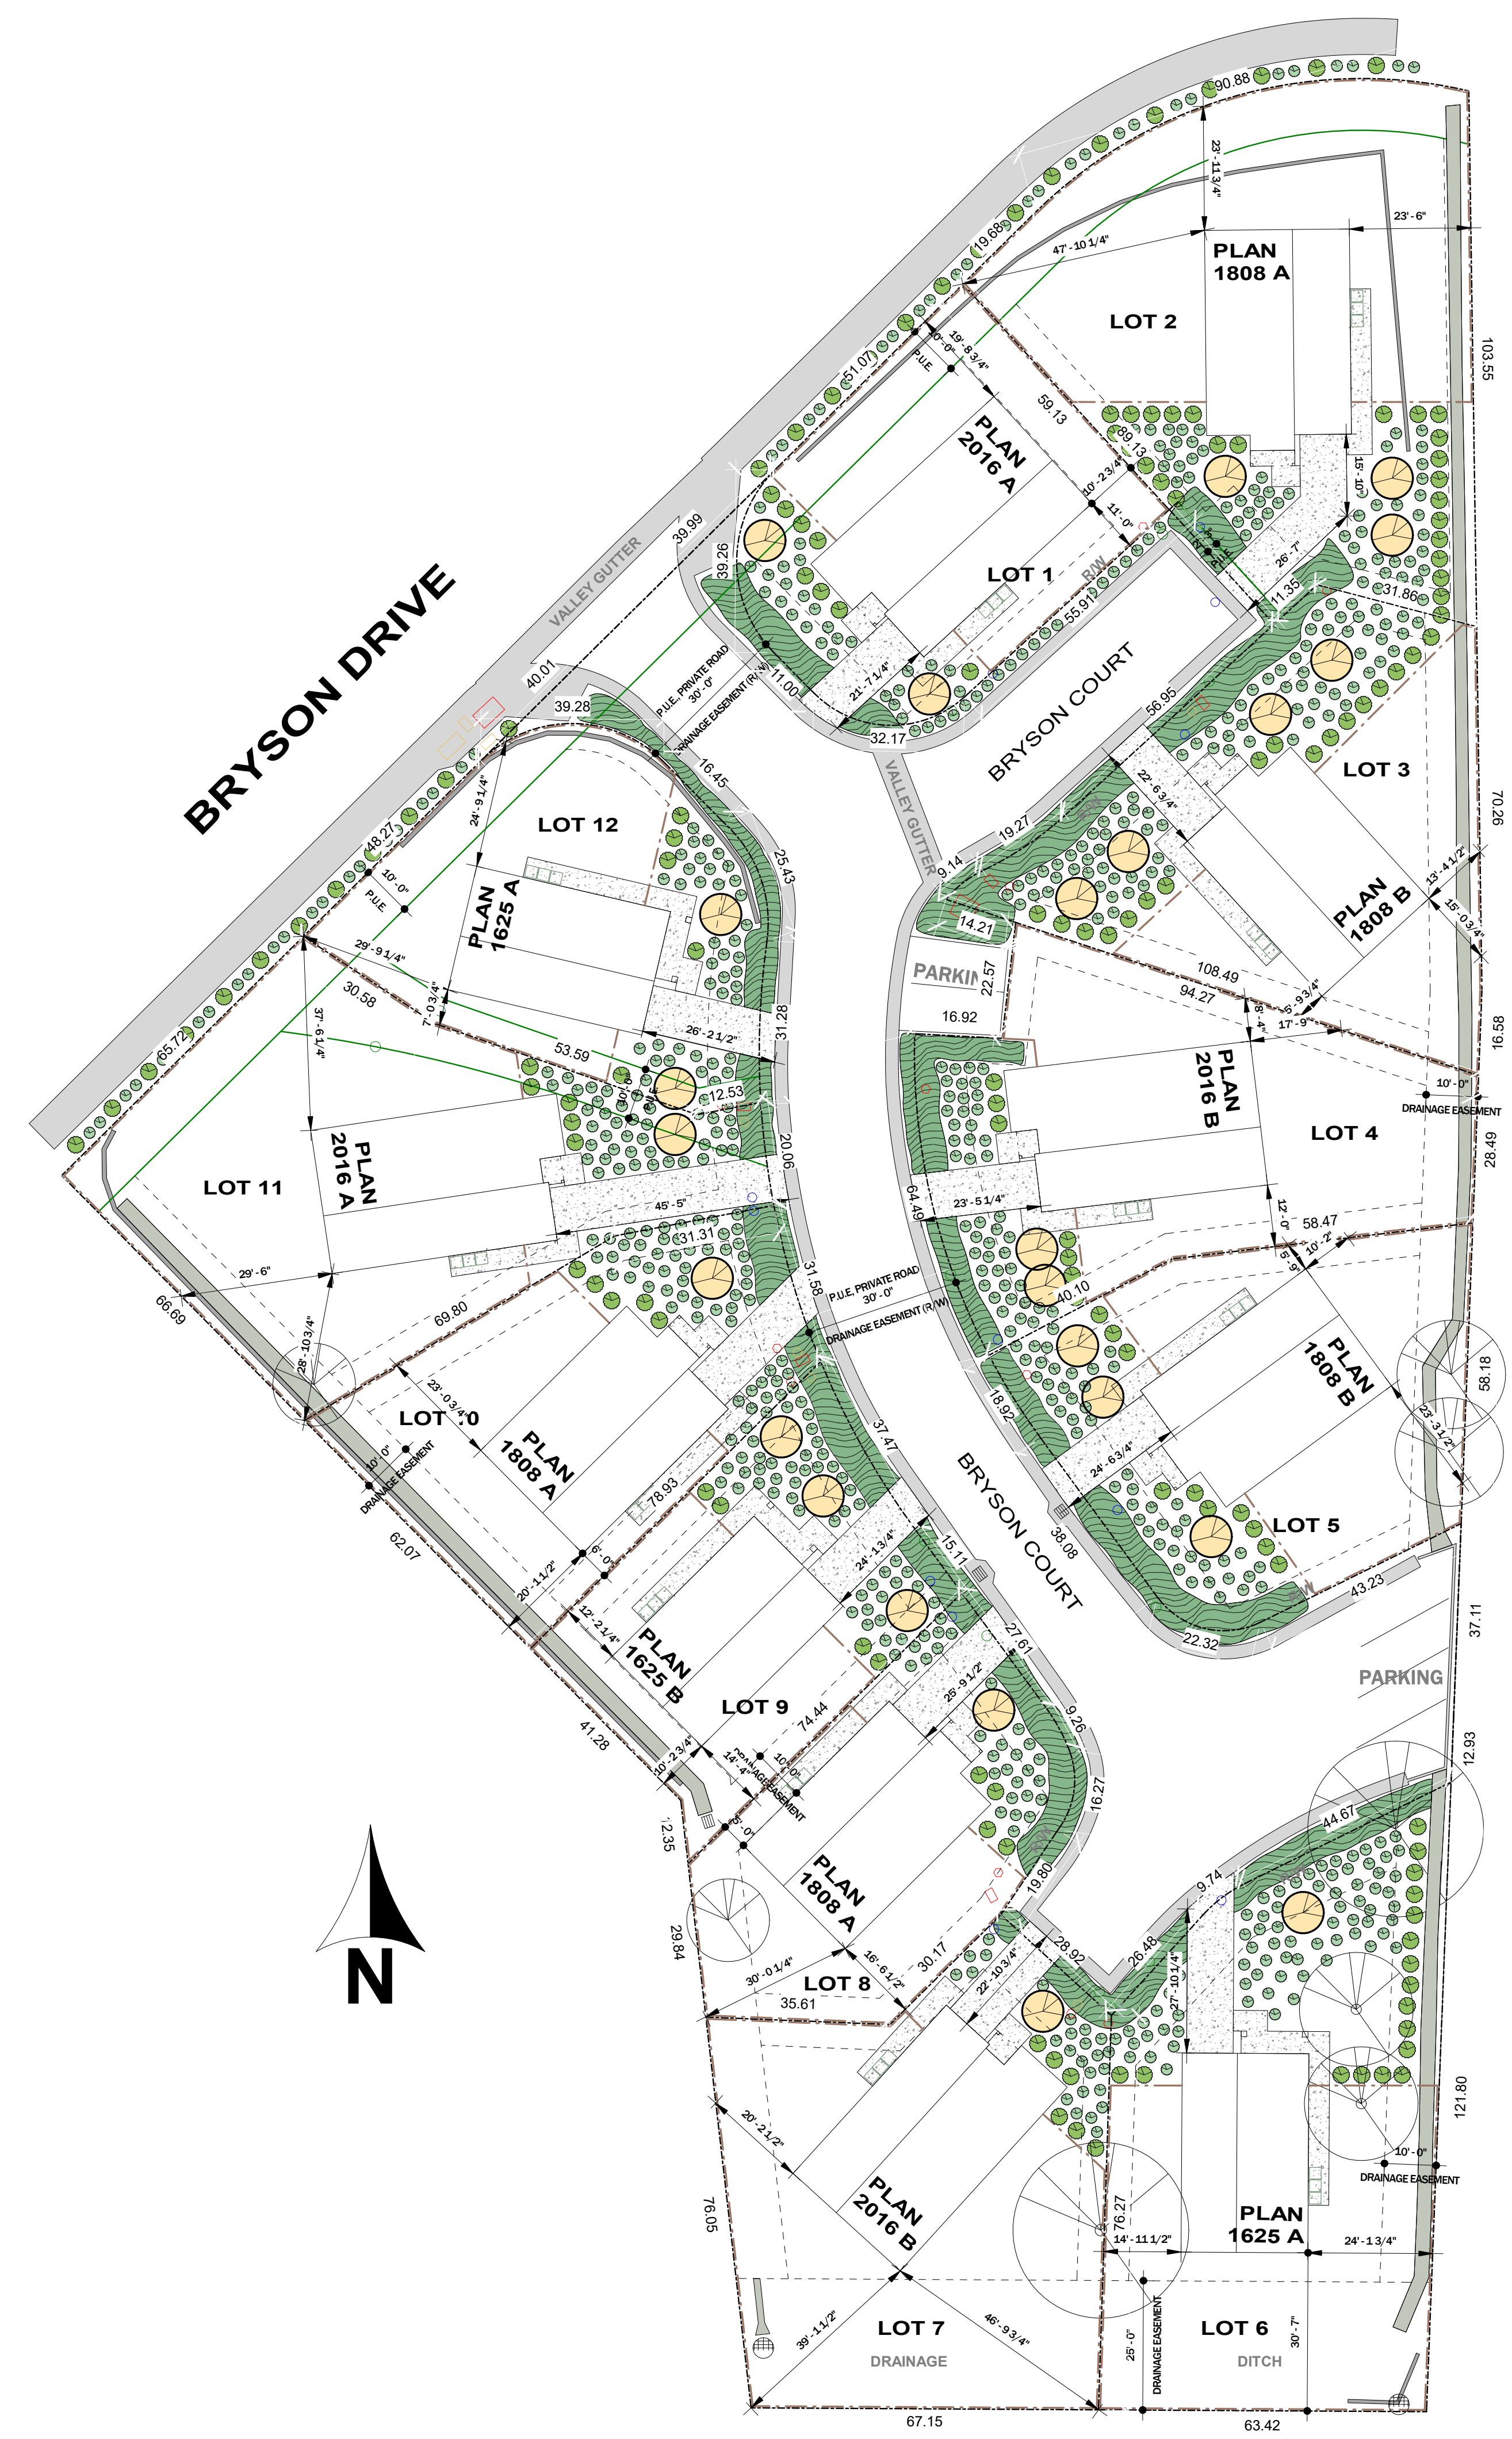 90.88
23'-11 3/4"
23'-6"
19.68
47'-10 1/4"
PLAN
1808 A
LOT 2
10'-0"
P.U.E
19'-8 3/4"
51.07
103.55
59.13
89.13
PLAN
2016 A
10'-2 3/4"
15'-10"
11'-0"
39.99
VALLEY GUTTER
39.26
LOT 1
R/W
26'-7"
11.35
31.86
55.91
BRYSON DRIVE
40.01
39.28
P.U.E, PRIVATE ROAD
30'-0"
DRAINAGE EASEMENT (R/W)
11.00
21'-7 1/4"
32.17
BRYSON COURT
56.95
16.45
VALLEY GUTTER
22'-6 3/4"
LOT 3
24'-9 1/4"
LOT 12
48.27
10'-0"
P.U.E
25.43
9.14
19.27
70.26
13'-4 1/2"
PLAN
1625 A
14.21
PLAN
1808 B
15'-0 3/4"
29'-9 1/4"
30.58
7'-0 3/4"
37'-6 1/4"
65.72
22.57
16.92
108.49
94.27
8'-4"
5'-9 3/4"
17'-9"
16.58
26'-2 1/2"
31.28
53.59
10'-0"
12.53
PLAN
2016 B
10'-0"
DRAINAGE EASEMENT
LOT 4
28.49
20.06
LOT 11
PLAN
2016 A
45'-5"
31.31
64.49
23'-5 1/4"
12'-0"
58.47
10'-2"
5'-9"
29'-6"
66.69
28'-10 3/4"
69.80
31.58
P.U.E, PRIVATE ROAD
30'-0"
DRAINAGE EASEMENT (R/W)
40.10
PLAN
1808 B
58.18
23'-3 1/2"
23'-0 3/4"
PLAN
1808 A
10'-0"
DRAINAGE EASEMENT
37.47
18.92
24'-6 3/4"
78.93
62.07
LOT 5
BRYSON COURT
38.08
24'-1 3/4"
15.11
6'-0"
20'-1 1/2"
12'-2 1/4"
PLAN
1625 B
43.23
22.32
37.11
27.61
PARKING
LOT 9
25'-9 1/2"
74.44
41.28
9.26
12.93
10'-2 3/4"
14'-4"
10'-0"
DRAINAGE EASEMENT
16.27
44.67
5'-0"
PLAN
1808 A
19.80
9.74
29.84
N
30'-0 1/4"
16'-6 1/2"
30.17
LOT 8
35.61
22'-10 3/4"
28.92
26.48
27'-10 1/4"
20'-2 1/2"
76.05
PLAN
2016 B
76.27
14'-11 1/2"
PLAN
1625 A
24'-1 3/4"
121.80
10'-0"
DRAINAGE EASEMENT
39'-1 1/2"
46'-9 3/4"
LOT 7
DRAINAGE
25'-0"
DRAINAGE EASEMENT
LOT 6
DITCH
30'-7"
67.15
63.42